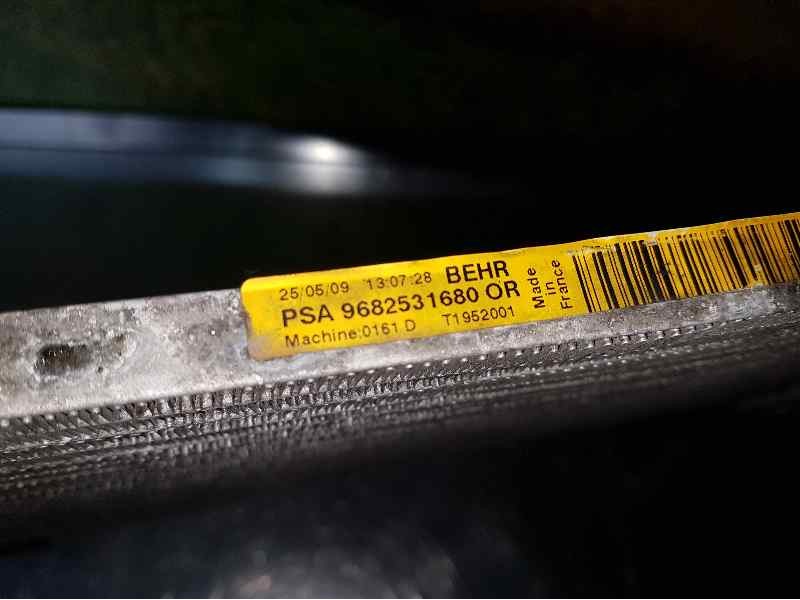 25/05/09 13:07:28 BEHR
PSA 9682531680 OR
Machine:0161 D T1952001
Made
in
France